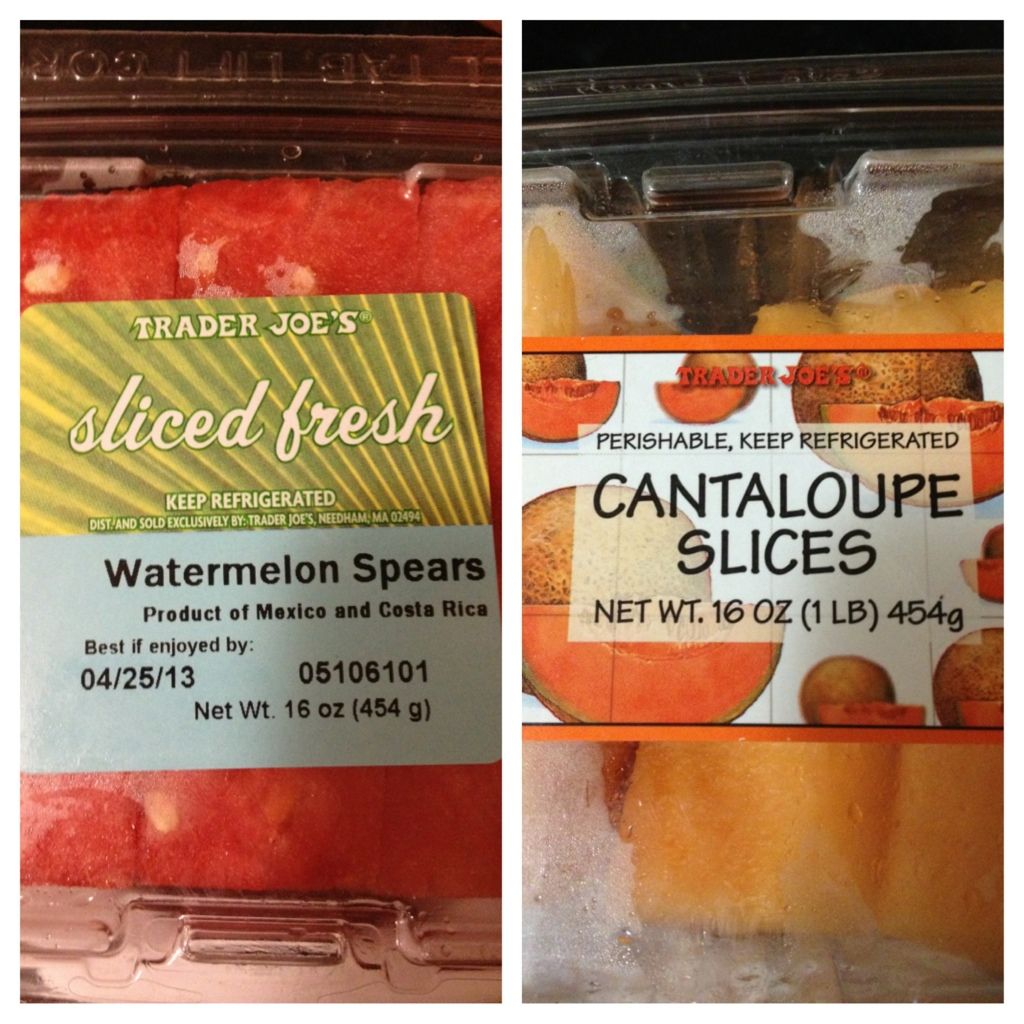 TRADER JOE'S®
sliced fresh
KEEP REFRIGERATED
DIST. AND SOLD EXCLUSIVELY BY: TRADER JOE'S, NEEDHAM, MA 02494
Watermelon Spears
Product of Mexico and Costa Rica
Best if enjoyed by:
04/25/13 05106101
Net Wt. 16 oz (454 g)
TRADER JOE'S®
PERISHABLE, KEEP REFRIGERATED
CANTALOUPE
SLICES
NET WT. 16 OZ (1 LB) 454g